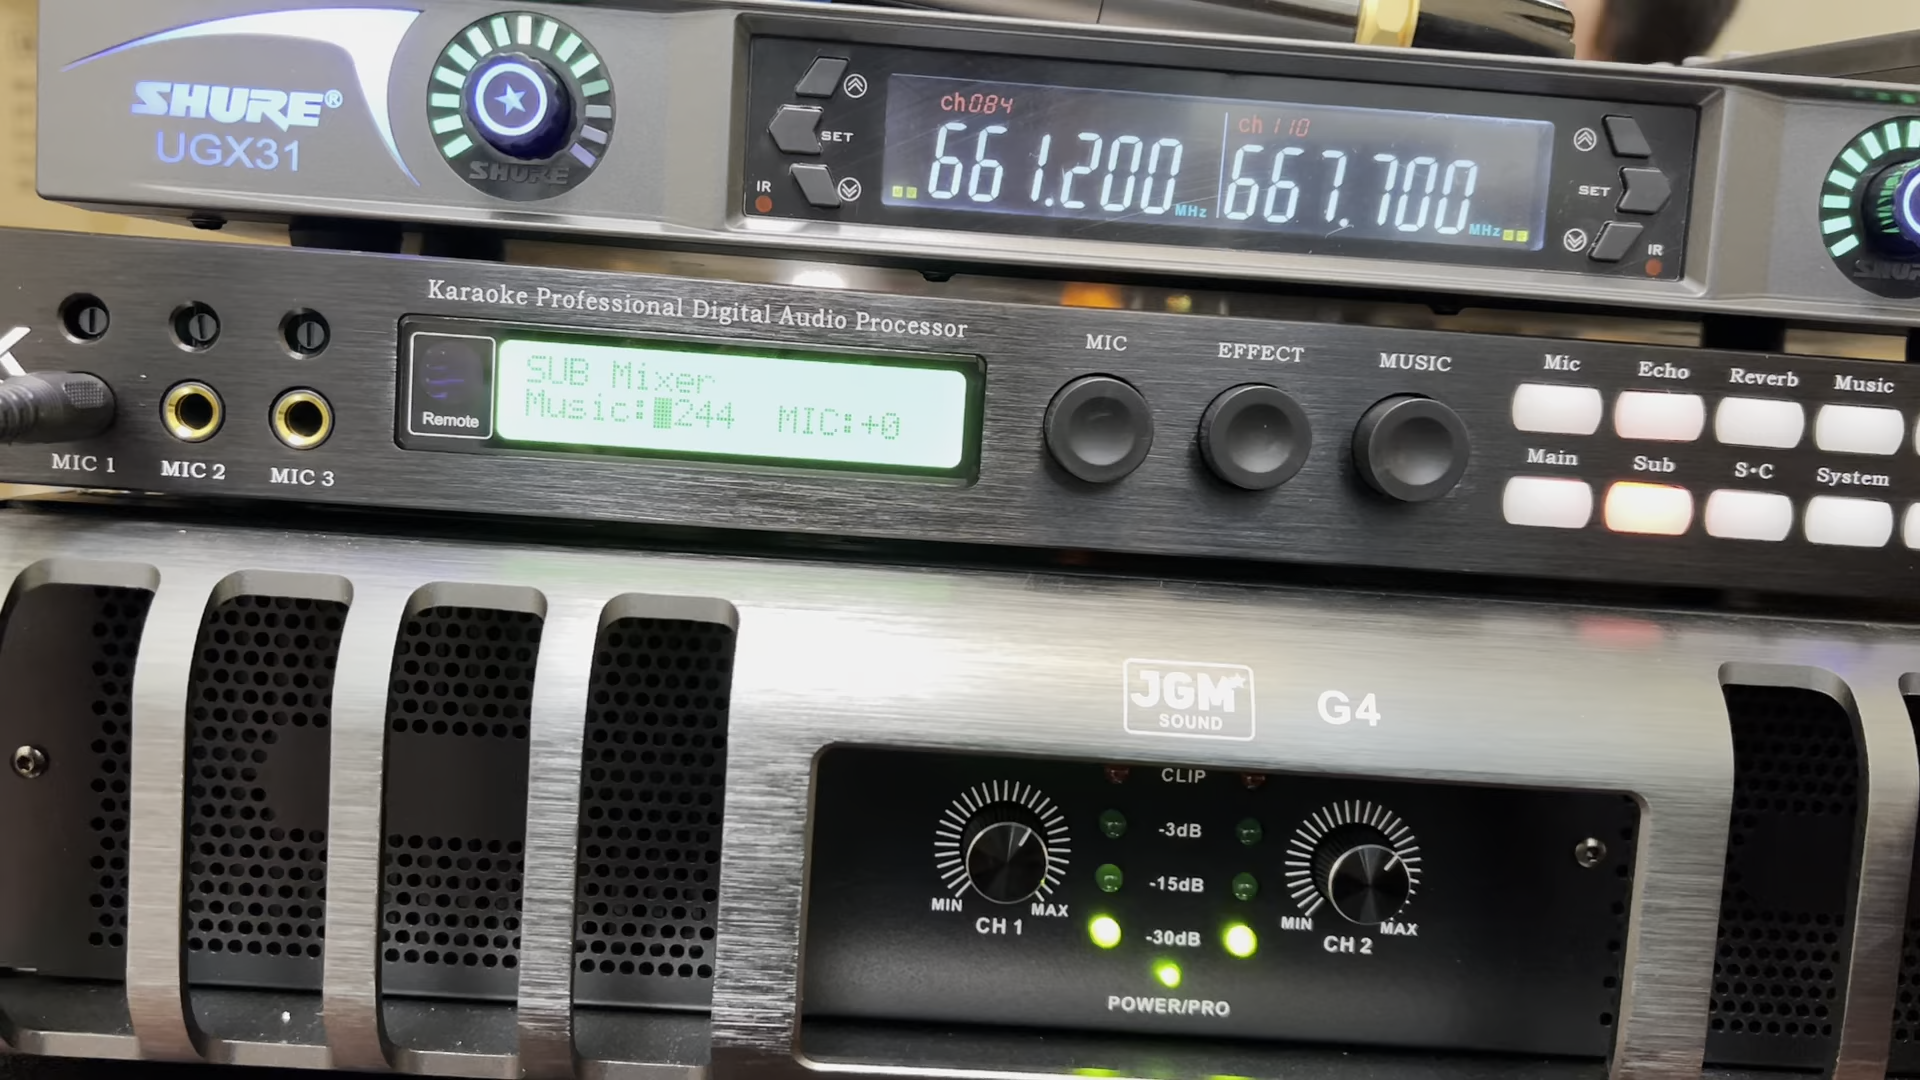 SHURE®
UGX31
SHURE
SET
IR
ch084
661.200 MHz
ch 110
667.700 MHz
SET
IR
Karaoke Professional Digital Audio Processor
MIC 1
MIC 2
MIC 3
Remote
SUB Mixer
Music:█244 MIC:+0
MIC
EFFECT
MUSIC
Mic
Echo
Reverb
Music
Main
Sub
S•C
System
JGM
SOUND
G4
CLIP
-3dB
-15dB
-30dB
POWER/PRO
MIN
MAX
CH 1
MIN
MAX
CH 2